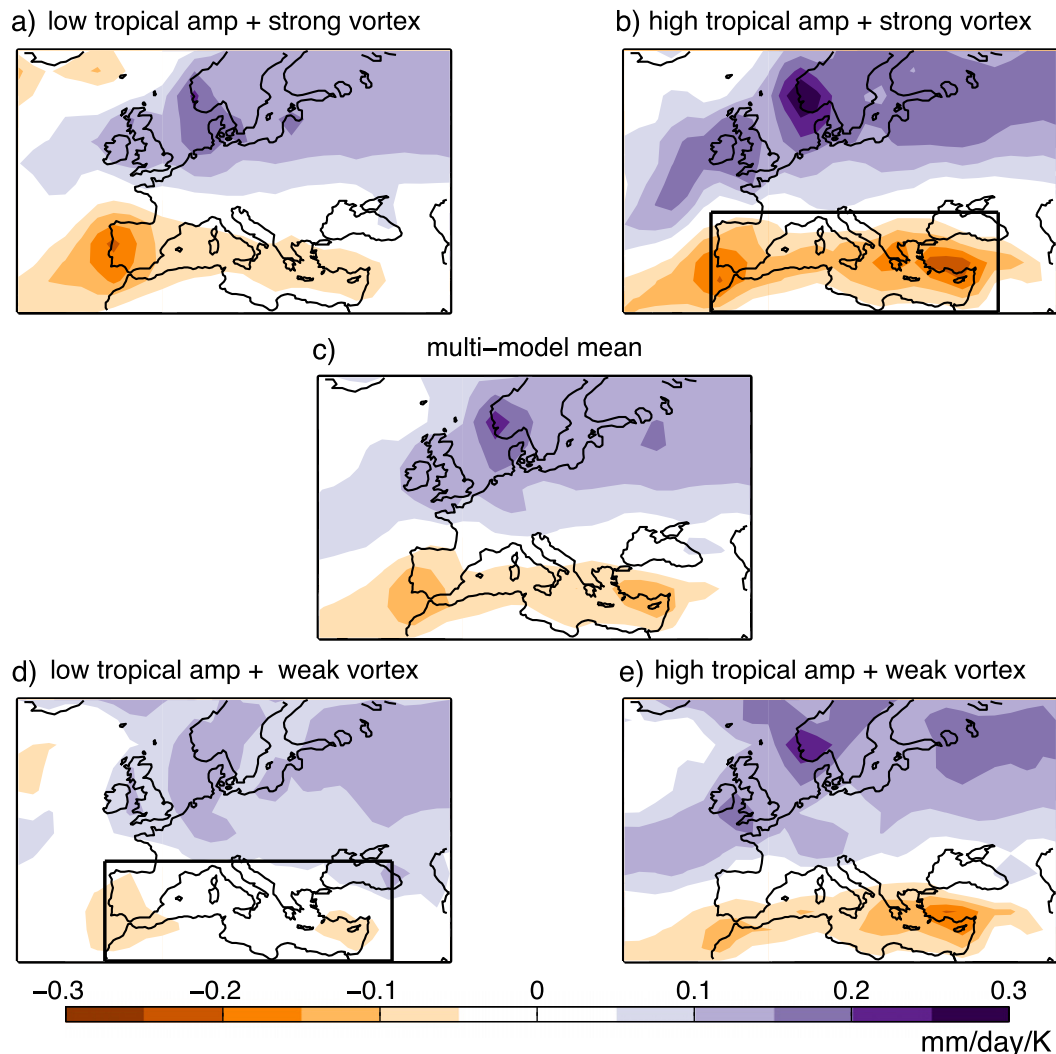 a) low tropical amp + strong vortex
b) high tropical amp + strong vortex
c) multi−model mean
d) low tropical amp + weak vortex
e) high tropical amp + weak vortex
−0.3 −0.2 −0.1 0 0.1 0.2 0.3
mm/day/K